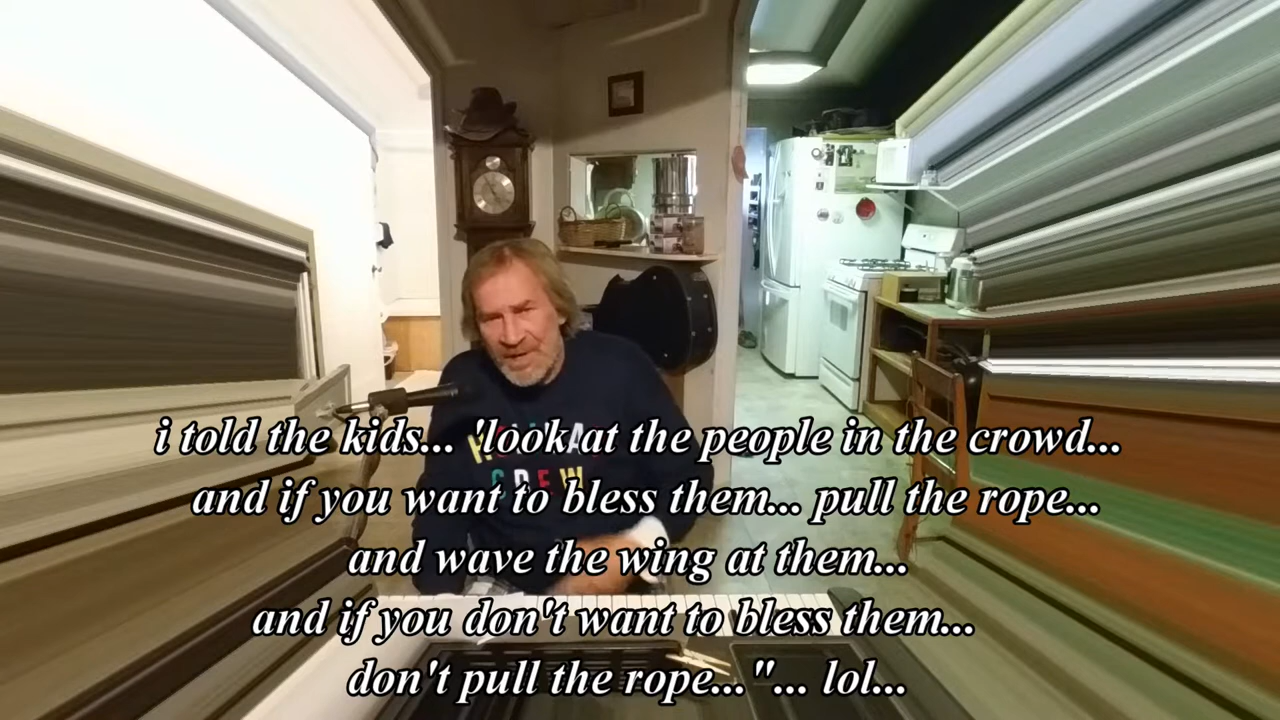 i told the kids... 'look at the people in the crowd...
and if you want to bless them... pull the rope...
and wave the wing at them...
and if you don't want to bless them...
don't pull the rope..."... lol...
CREW